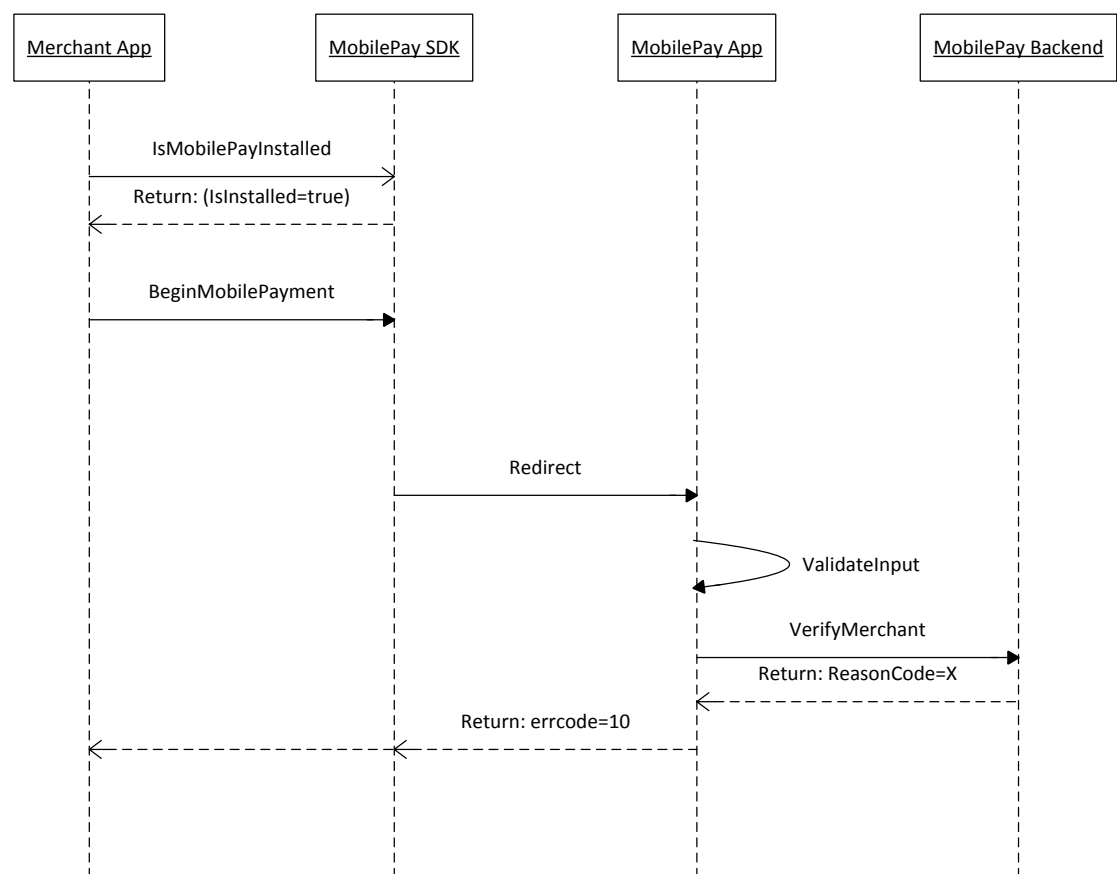 Merchant App
MobilePay SDK
MobilePay App
MobilePay Backend
IsMobilePayInstalled
Return: (IsInstalled=true)
BeginMobilePayment
Redirect
ValidateInput
VerifyMerchant
Return: ReasonCode=X
Return: errcode=10